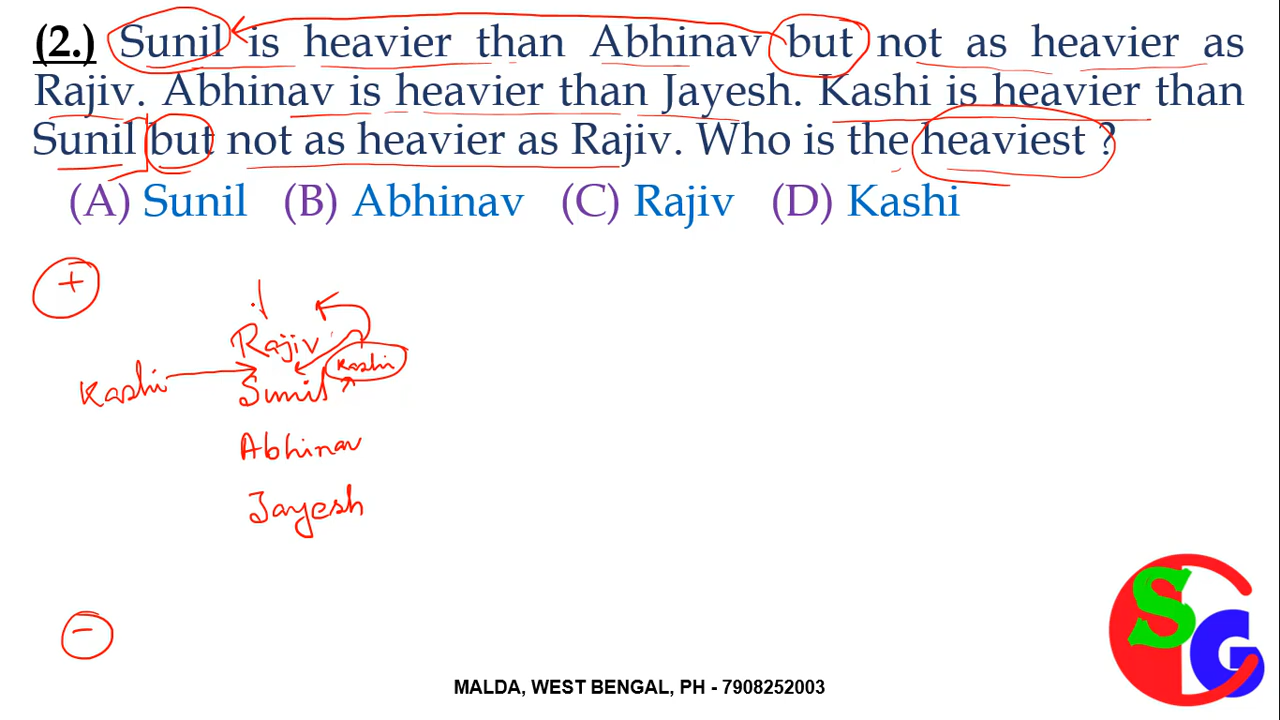 (2.) Sunil is heavier than Abhinav but not as heavier as
Rajiv. Abhinav is heavier than Jayesh. Kashi is heavier than
Sunil but not as heavier as Rajiv. Who is the heaviest ?
(A) Sunil (B) Abhinav (C) Rajiv (D) Kashi
+
Rajiv
Kashi
Kashi
Sunil
Abhinav
Jayesh
-
SG
MALDA, WEST BENGAL, PH - 7908252003